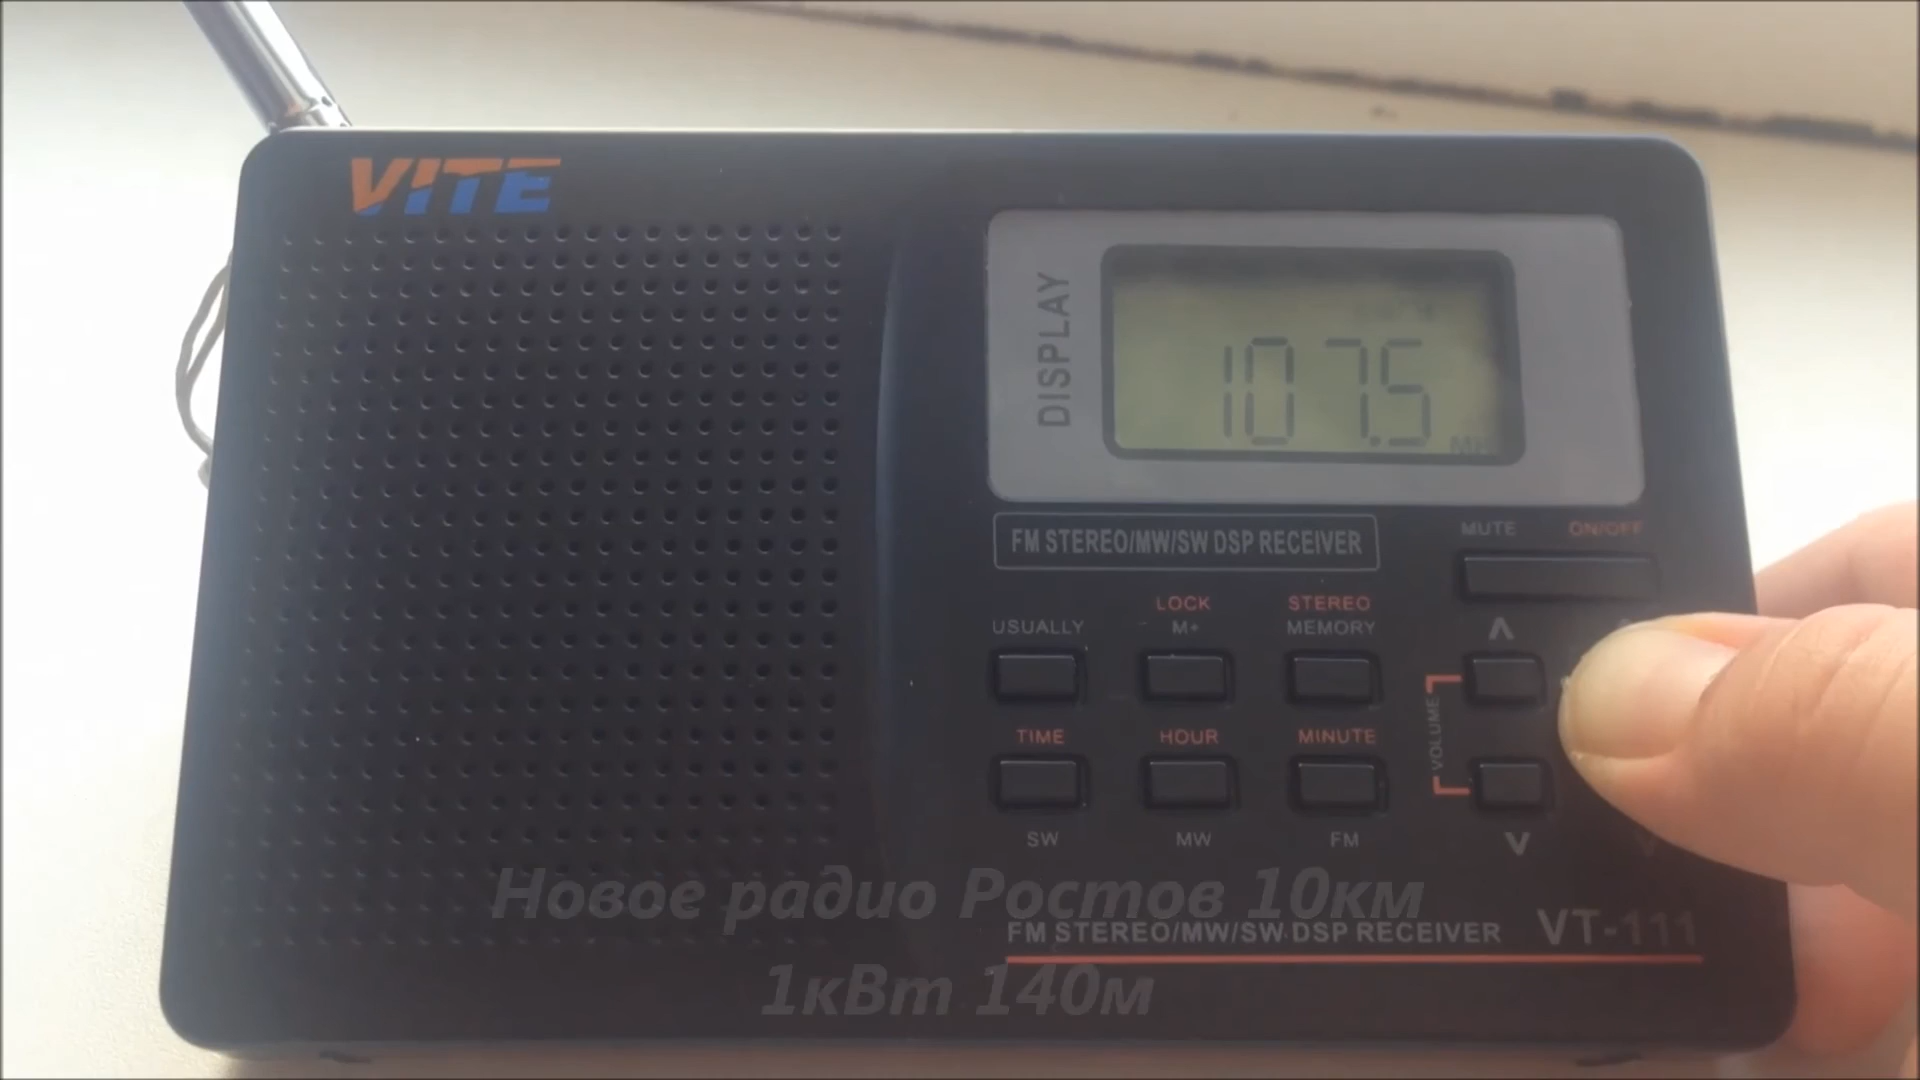 VITE
DISPLAY
107.5
FM STEREO/MW/SW DSP RECEIVER
MUTE ON/OFF
LOCK STEREO
USUALLY M+ MEMORY
VOLUME
TIME HOUR MINUTE
SW MW FM
Новое радио Ростов 10км
FM STEREO/MW/SW DSP RECEIVER VT-111
1кВт 140м